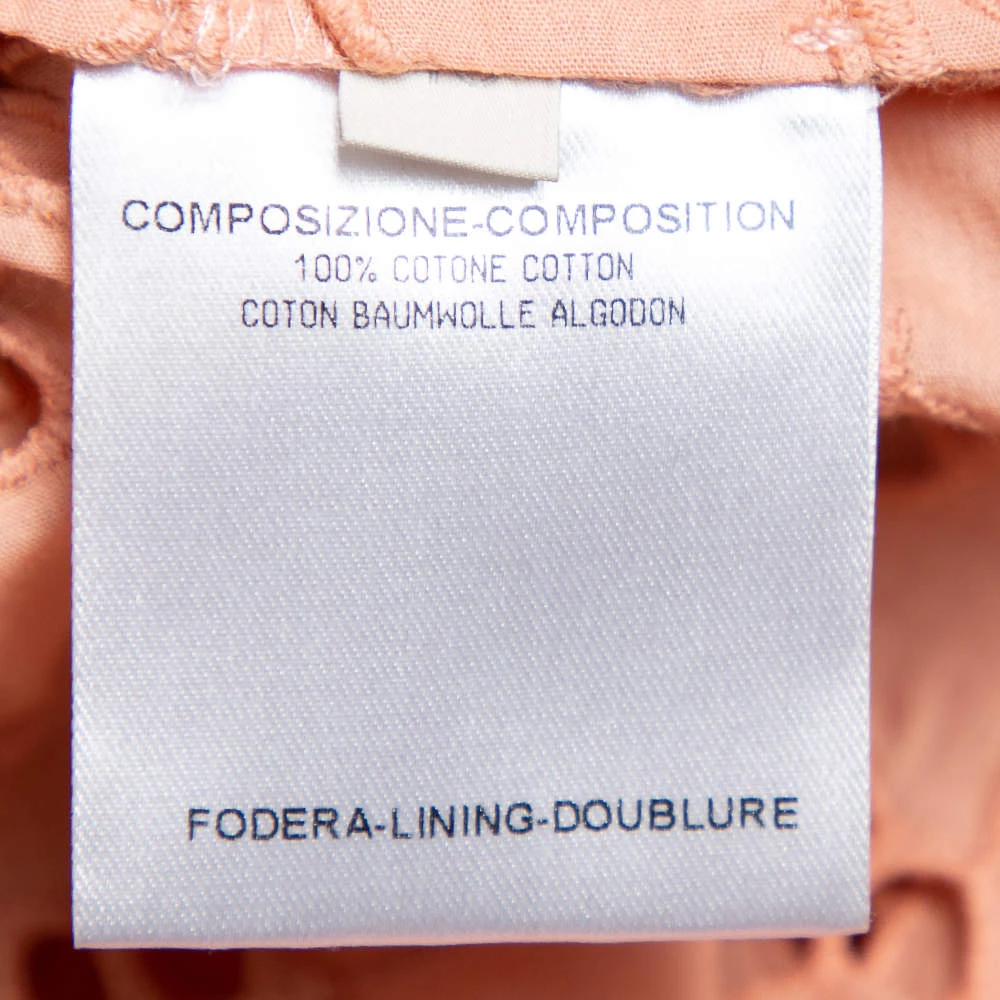 COMPOSIZIONE-COMPOSITION
100% COTONE COTTON
COTON BAUMWOLLE ALGODON
FODERA-LINING-DOUBLURE